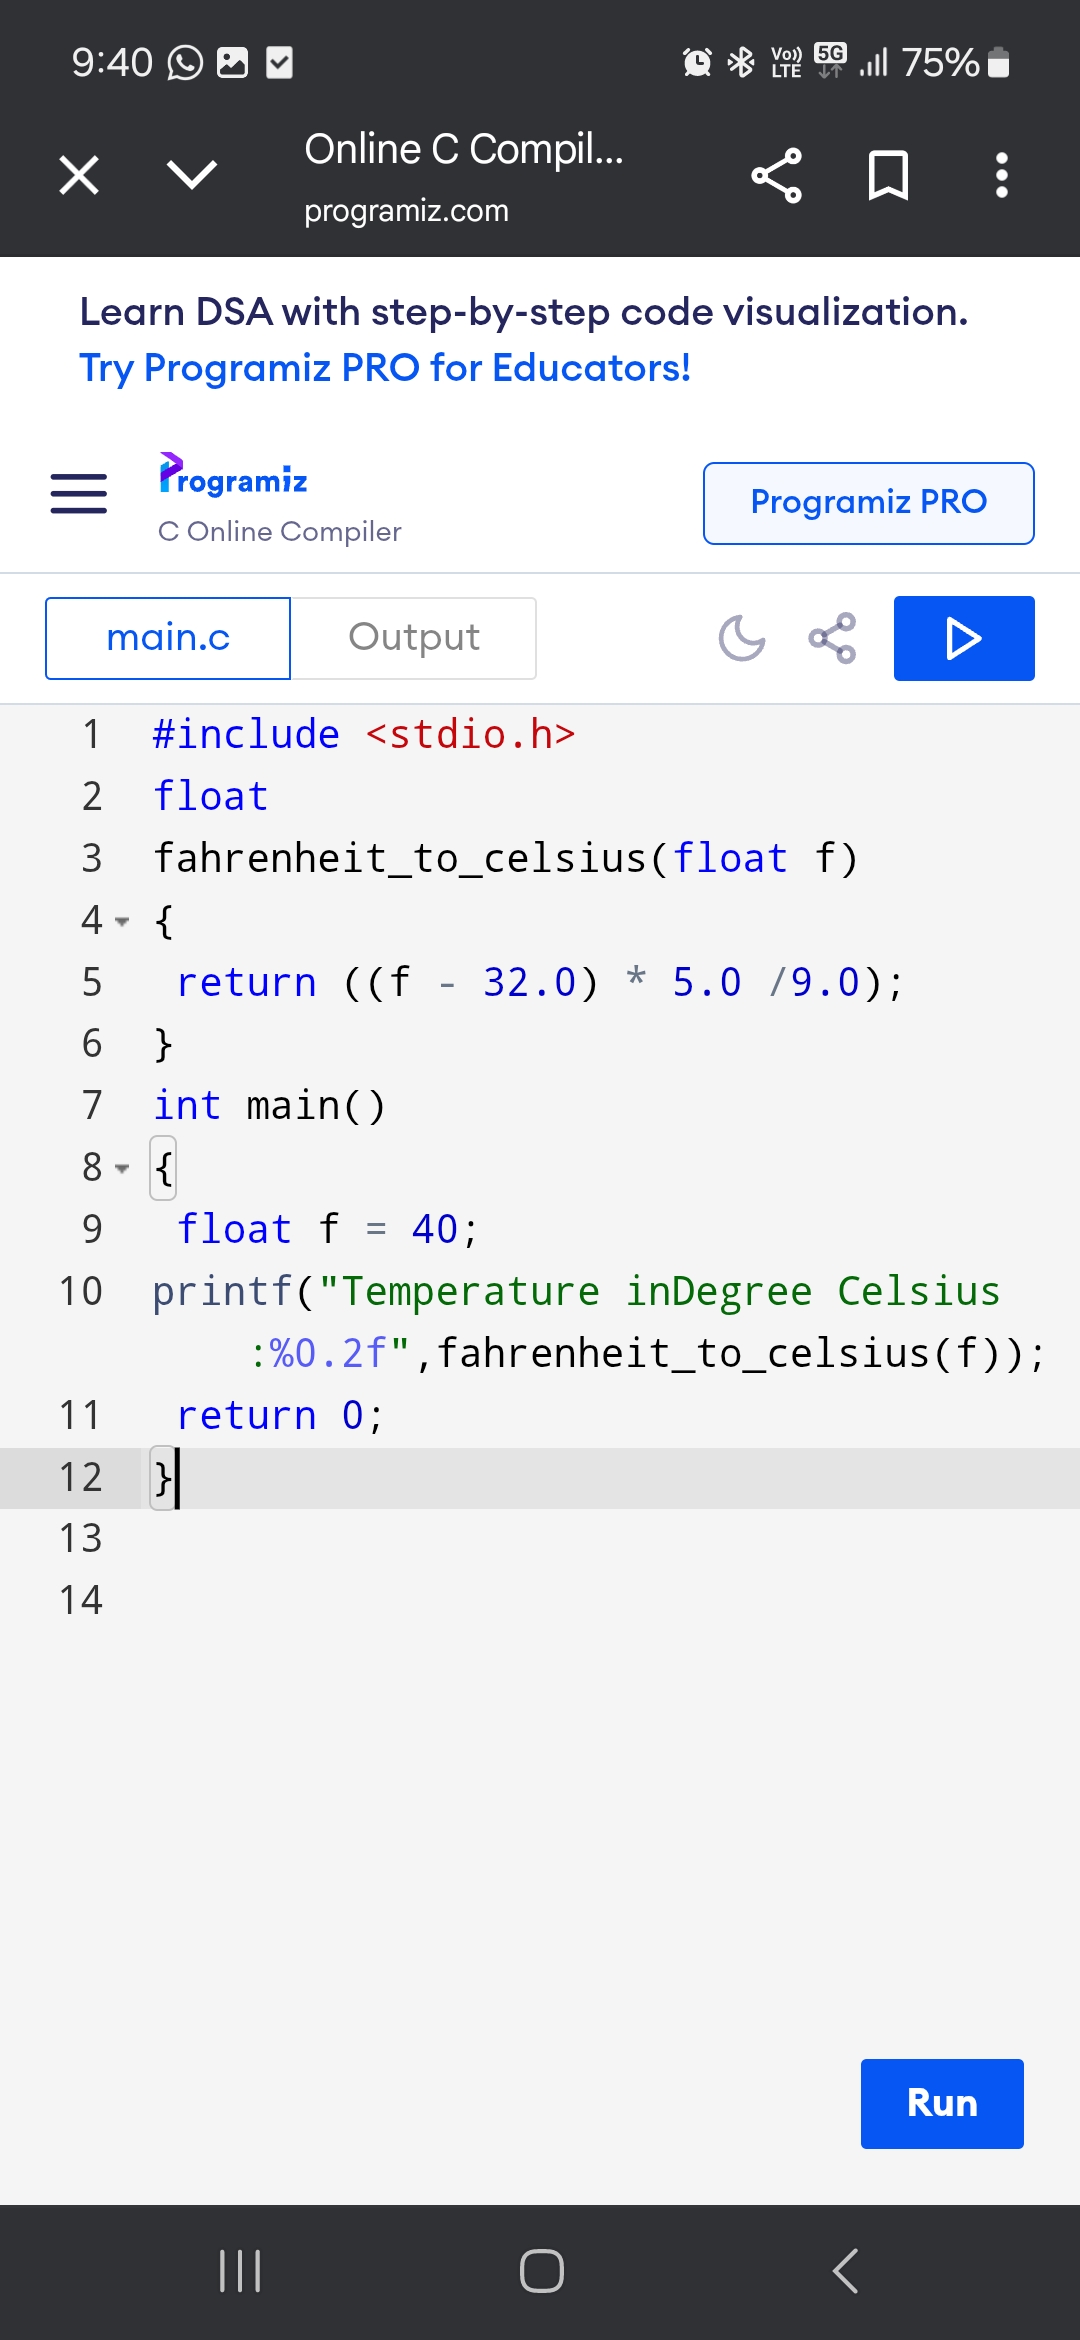 9:40 Vo)) LTE 5G 75%
Online C Compil...
programiz.com
Learn DSA with step-by-step code visualization.
Try Programiz PRO for Educators!
Programiz
C Online Compiler
Programiz PRO
main.c Output
1 #include <stdio.h>
2 float
3 fahrenheit_to_celsius(float f)
4 {
5 return ((f - 32.0) * 5.0 /9.0);
6 }
7 int main()
8 {
9 float f = 40;
10 printf("Temperature inDegree Celsius
:%0.2f",fahrenheit_to_celsius(f));
11 return 0;
12 }
13
14
Run